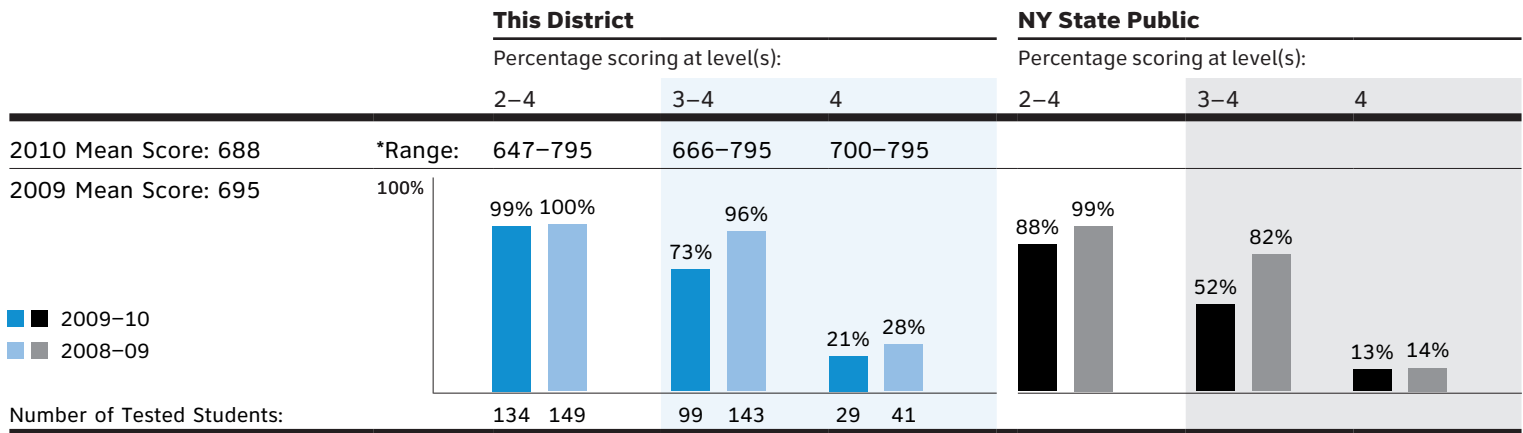 This District NY State Public
Percentage scoring at level(s): Percentage scoring at level(s):
2–4 3–4 4 2–4 3–4 4
2010 Mean Score: 688 *Range: 647–795 666–795 700–795
2009 Mean Score: 695 100%
99% 100% 73% 96% 21% 28% 88% 99% 52% 82% 13% 14%
2009–10
2008–09
Number of Tested Students: 134 149 99 143 29 41